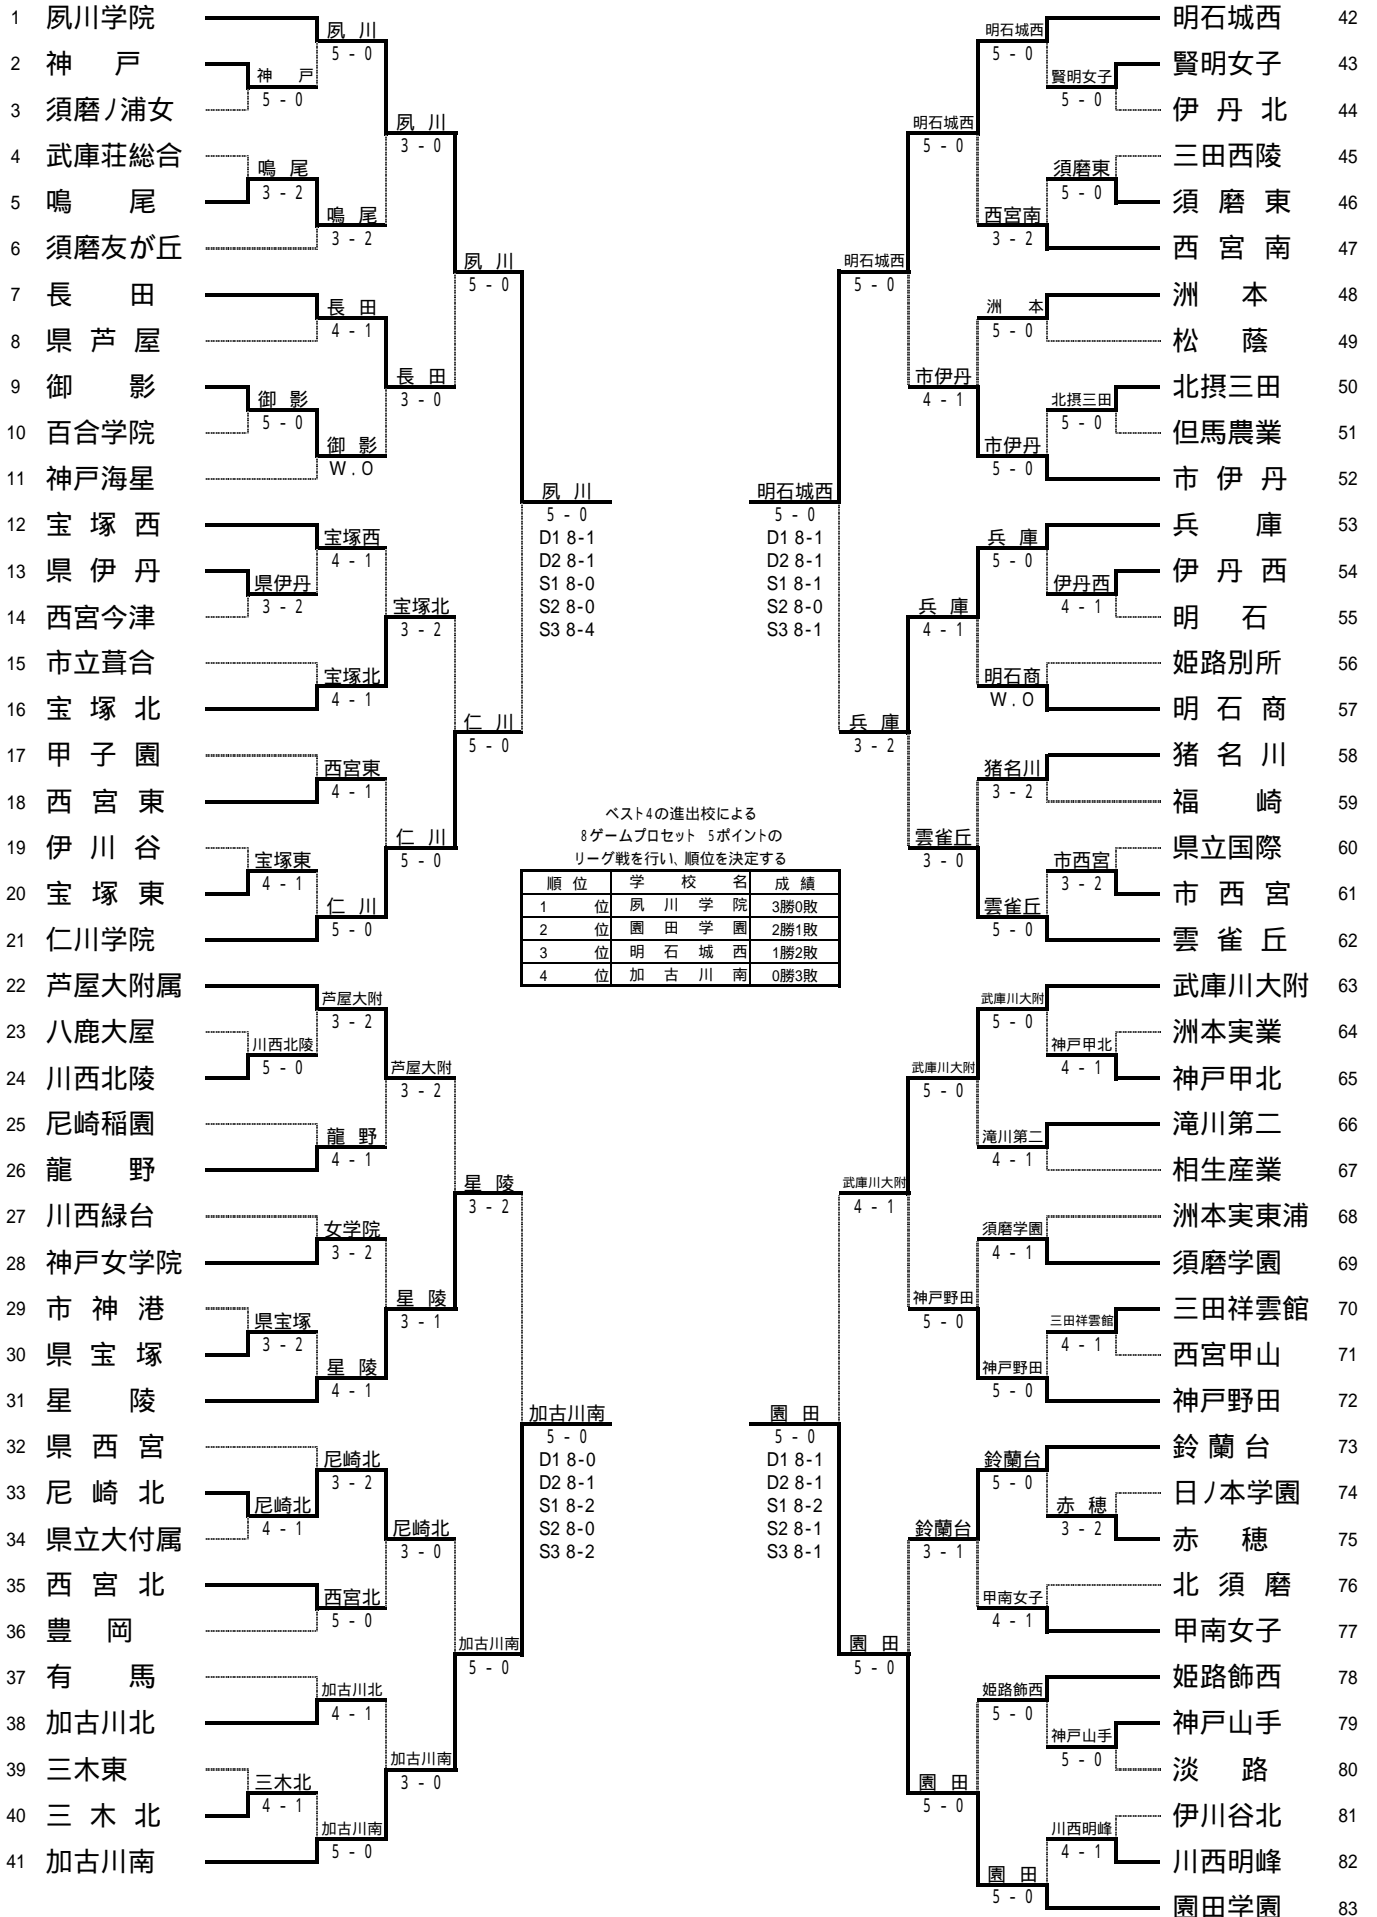 1 夙川学院
2 神戸
3 須磨ノ浦女
4 武庫荘総合
5 鳴尾
6 須磨友が丘
7 長田
8 県芦屋
9 御影
10 百合学院
11 神戸海星
12 宝塚西
13 県伊丹
14 西宮今津
15 市立葺合
16 宝塚北
17 甲子園
18 西宮東
19 伊川谷
20 宝塚東
21 仁川学院
22 芦屋大附属
23 八鹿大屋
24 川西北陵
25 尼崎稲園
26 龍野
27 川西緑台
28 神戸女学院
29 市神港
30 県宝塚
31 星陵
32 県西宮
33 尼崎北
34 県立大付属
35 西宮北
36 豊岡
37 有馬
38 加古川北
39 三木東
40 三木北
41 加古川南
神戸
5-0
鳴尾
3-2
御影
5-0
県伊丹
3-2
宝塚東
4-1
川西北陵
5-0
県宝塚
3-2
尼崎北
4-1
三木北
4-1
夙川
5-0
鳴尾
3-2
長田
4-1
御影
W.O
宝塚西
4-1
宝塚北
4-1
西宮東
4-1
仁川
5-0
芦屋大附
3-2
龍野
4-1
女学院
3-2
星陵
4-1
尼崎北
3-2
西宮北
5-0
加古川北
4-1
加古川南
5-0
夙川
3-0
長田
3-0
宝塚北
3-2
仁川
5-0
芦屋大附
3-2
星陵
3-1
尼崎北
3-0
加古川南
3-0
夙川
5-0
仁川
5-0
星陵
3-2
加古川南
5-0
夙川
5-0
D1 8-1
D2 8-1
S1 8-0
S2 8-0
S3 8-4
加古川南
5-0
D1 8-0
D2 8-1
S1 8-2
S2 8-0
S3 8-2
ベスト4の進出校による
8ゲームプロセット 5ポイントの
リーグ戦を行い、順位を決定する
順位 学校名 成績
1位 夙川学院 3勝0敗
2位 園田学園 2勝1敗
3位 明石城西 1勝2敗
4位 加古川南 0勝3敗
明石城西
5-0
D1 8-1
D2 8-1
S1 8-1
S2 8-0
S3 8-1
園田
5-0
D1 8-1
D2 8-1
S1 8-2
S2 8-1
S3 8-1
明石城西
5-0
兵庫
3-2
武庫川大附
4-1
園田
5-0
明石城西
5-0
市伊丹
4-1
兵庫
4-1
雲雀丘
3-0
武庫川大附
5-0
神戸野田
5-0
鈴蘭台
3-1
園田
5-0
明石城西
5-0
西宮南
3-2
洲本
5-0
市伊丹
5-0
兵庫
5-0
明石商
W.O
猪名川
3-2
雲雀丘
5-0
武庫川大附
5-0
滝川第二
4-1
須磨学園
4-1
神戸野田
5-0
鈴蘭台
5-0
甲南女子
4-1
姫路飾西
5-0
園田
5-0
賢明女子
5-0
須磨東
5-0
北摂三田
5-0
伊丹西
4-1
市西宮
3-2
神戸甲北
4-1
三田祥雲館
4-1
赤穂
3-2
神戸山手
5-0
川西明峰
4-1
明石城西 42
賢明女子 43
伊丹北 44
三田西陵 45
須磨東 46
西宮南 47
洲本 48
松蔭 49
北摂三田 50
但馬農業 51
市伊丹 52
兵庫 53
伊丹西 54
明石 55
姫路別所 56
明石商 57
猪名川 58
福崎 59
県立国際 60
市西宮 61
雲雀丘 62
武庫川大附 63
洲本実業 64
神戸甲北 65
滝川第二 66
相生産業 67
洲本実東浦 68
須磨学園 69
三田祥雲館 70
西宮甲山 71
神戸野田 72
鈴蘭台 73
日ノ本学園 74
赤穂 75
北須磨 76
甲南女子 77
姫路飾西 78
神戸山手 79
淡路 80
伊川谷北 81
川西明峰 82
園田学園 83